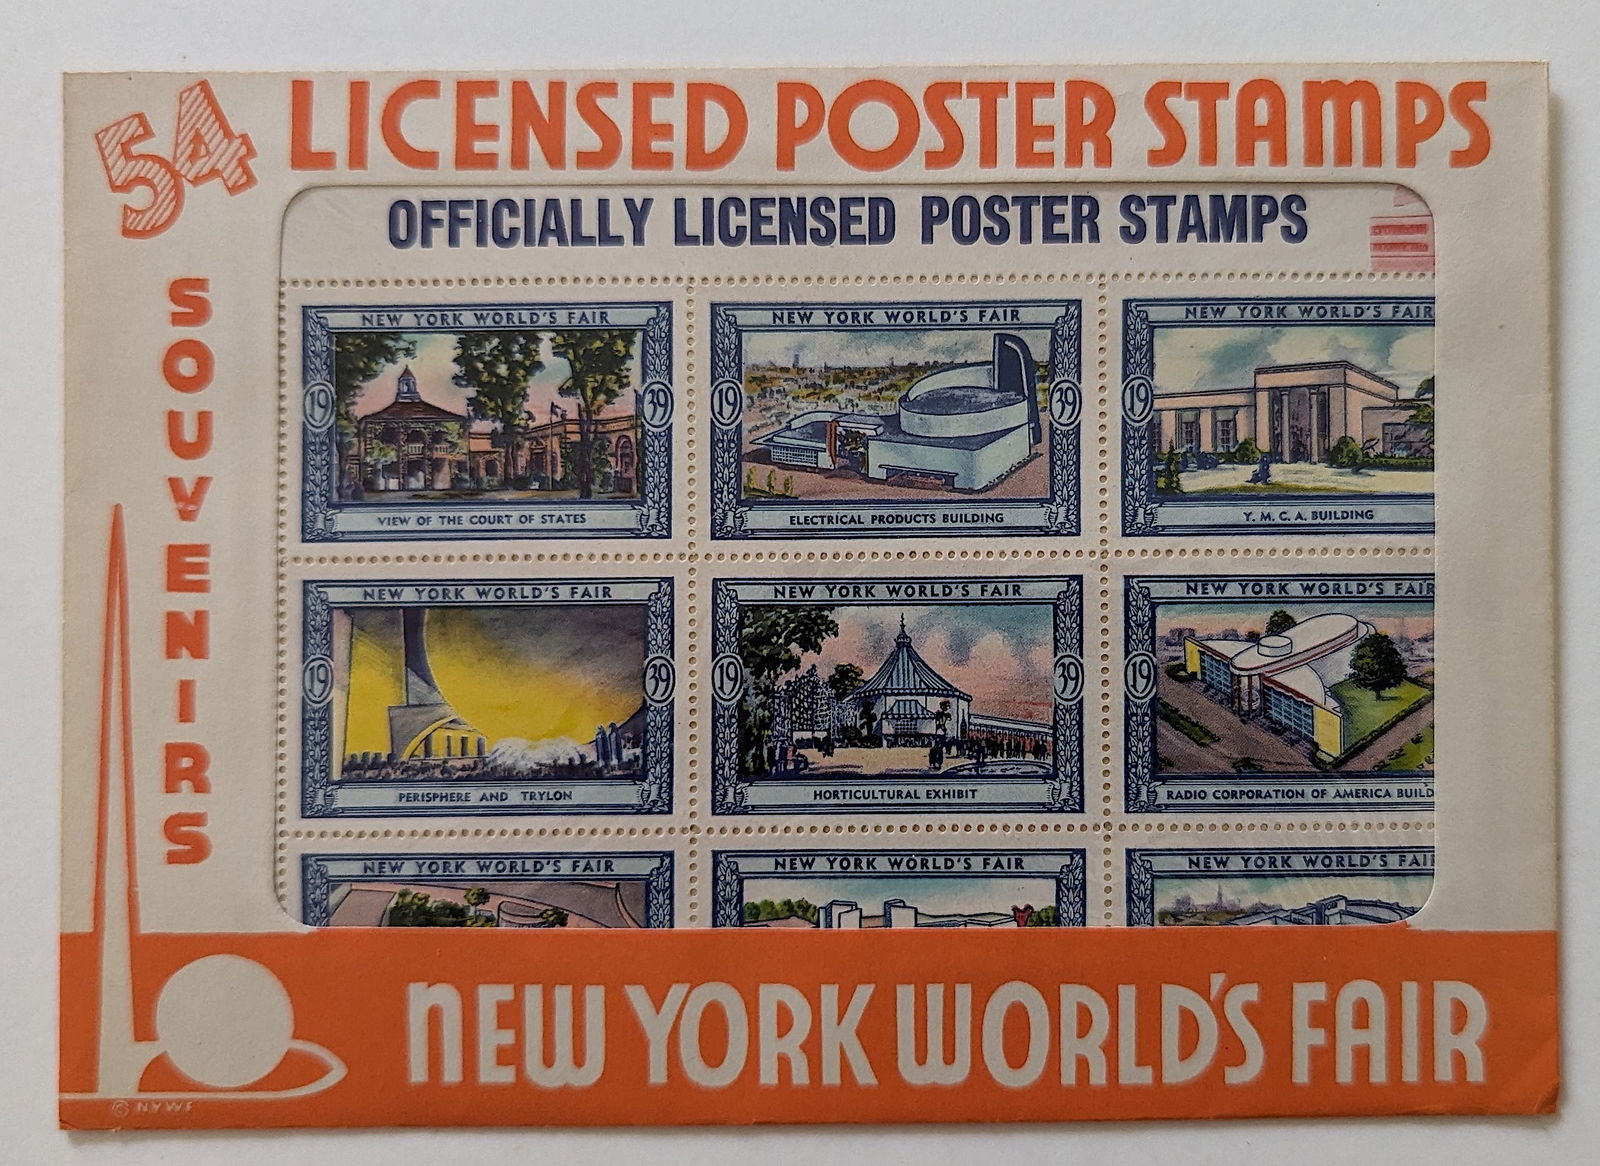 54 LICENSED POSTER STAMPS
SOUVENIRS
OFFICIALLY LICENSED POSTER STAMPS
NEW YORK WORLD'S FAIR
19 39
VIEW OF THE COURT OF STATES
NEW YORK WORLD'S FAIR
19 39
ELECTRICAL PRODUCTS BUILDING
NEW YORK WORLD'S FAIR
19
Y. M. C. A. BUILDING
NEW YORK WORLD'S FAIR
19 39
PERISPHERE AND TRYLON
NEW YORK WORLD'S FAIR
19 39
HORTICULTURAL EXHIBIT
NEW YORK WORLD'S FAIR
19
RADIO CORPORATION OF AMERICA BUILD
NEW YORK WORLD'S FAIR
NEW YORK WORLD'S FAIR
NEW YORK WORLD'S FAIR
NEW YORK WORLD'S FAIR
© NYWF